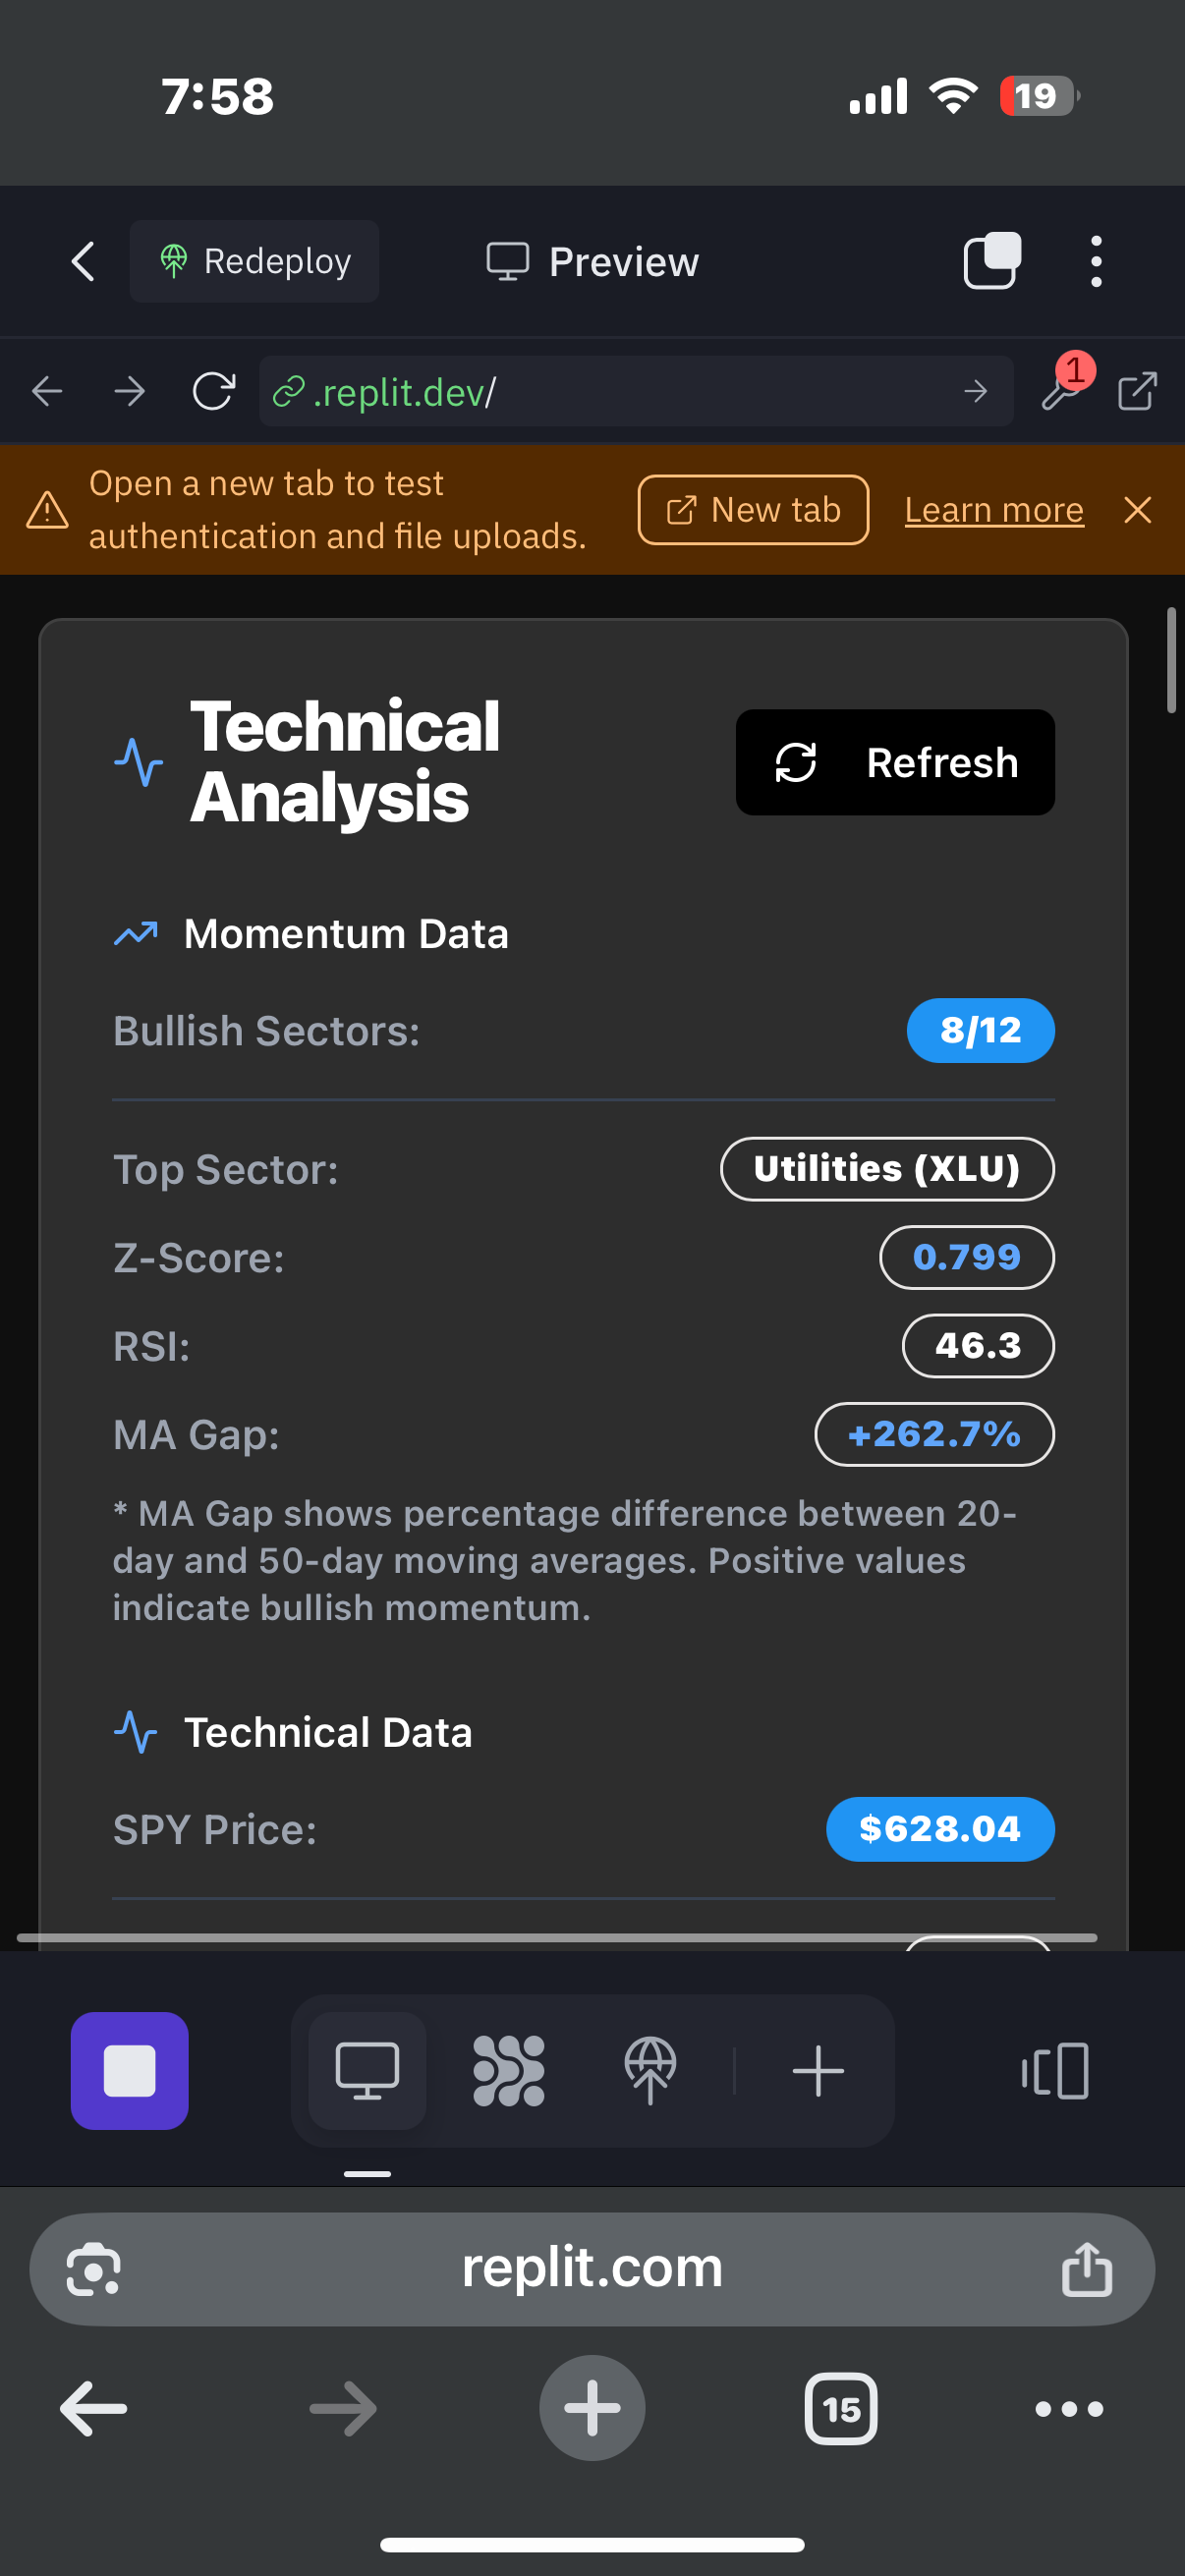 7:58
19
Redeploy
Preview
.replit.dev/
1
Open a new tab to test
authentication and file uploads.
New tab
Learn more
Technical
Analysis
Refresh
Momentum Data
Bullish Sectors:
8/12
Top Sector:
Utilities (XLU)
Z-Score:
0.799
RSI:
46.3
MA Gap:
+262.7%
* MA Gap shows percentage difference between 20-
day and 50-day moving averages. Positive values
indicate bullish momentum.
Technical Data
SPY Price:
$628.04
replit.com
15